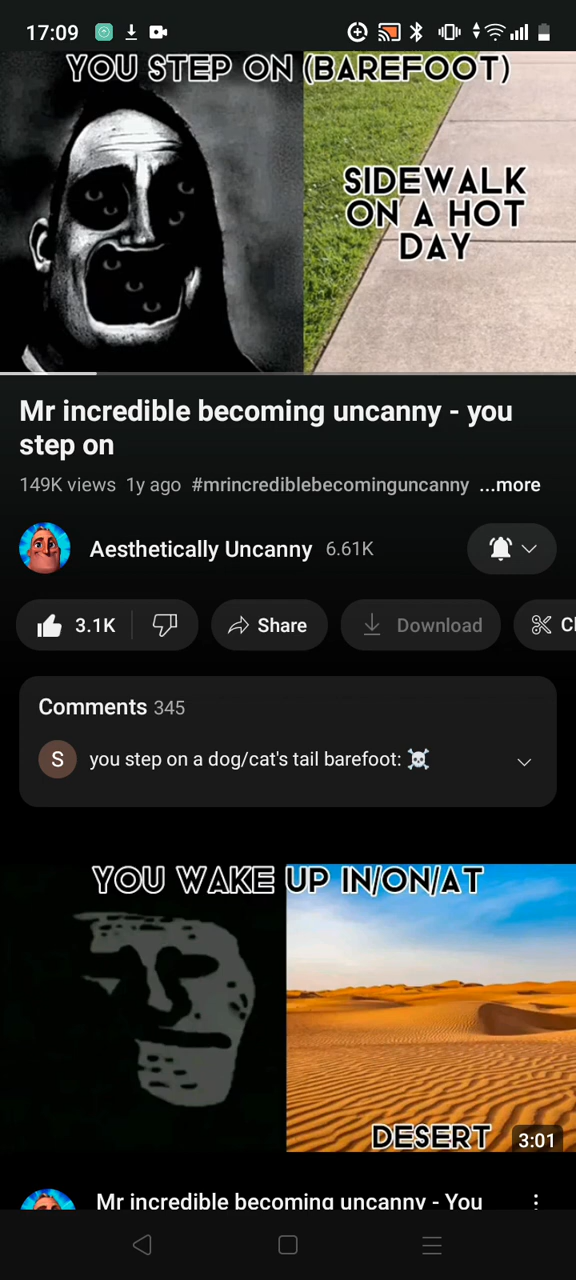 17:09
YOU STEP ON (BAREFOOT)
SIDEWALK
ON A HOT
DAY
Mr incredible becoming uncanny - you
step on
149K views 1y ago #mrincrediblebecominguncanny ...more
Aesthetically Uncanny 6.61K
3.1K
Share
Download
Cl
Comments 345
S
you step on a dog/cat's tail barefoot: ☠️
YOU WAKE UP IN/ON/AT
DESERT
3:01
Mr incredible becoming uncanny - You